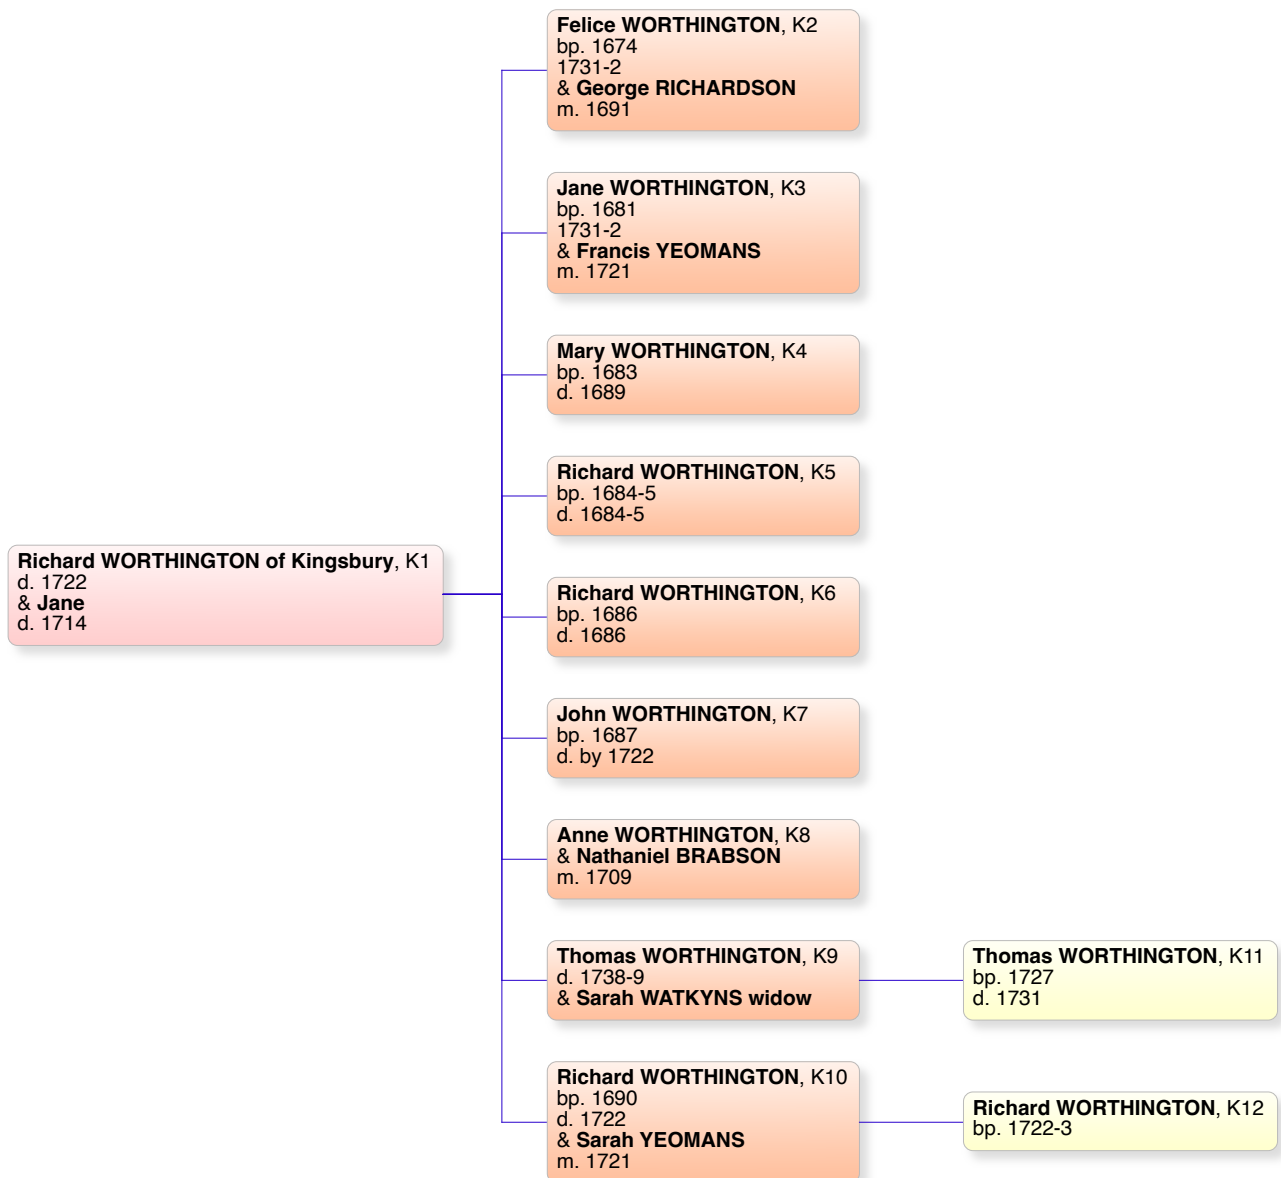 Felice WORTHINGTON, K2
bp. 1674
1731-2
& George RICHARDSON
m. 1691
Jane WORTHINGTON, K3
bp. 1681
1731-2
& Francis YEOMANS
m. 1721
Mary WORTHINGTON, K4
bp. 1683
d. 1689
Richard WORTHINGTON, K5
bp. 1684-5
d. 1684-5
Richard WORTHINGTON of Kingsbury, K1
d. 1722
& Jane
d. 1714
Richard WORTHINGTON, K6
bp. 1686
d. 1686
John WORTHINGTON, K7
bp. 1687
d. by 1722
Anne WORTHINGTON, K8
& Nathaniel BRABSON
m. 1709
Thomas WORTHINGTON, K9
d. 1738-9
& Sarah WATKYNS widow
Thomas WORTHINGTON, K11
bp. 1727
d. 1731
Richard WORTHINGTON, K10
bp. 1690
d. 1722
& Sarah YEOMANS
m. 1721
Richard WORTHINGTON, K12
bp. 1722-3